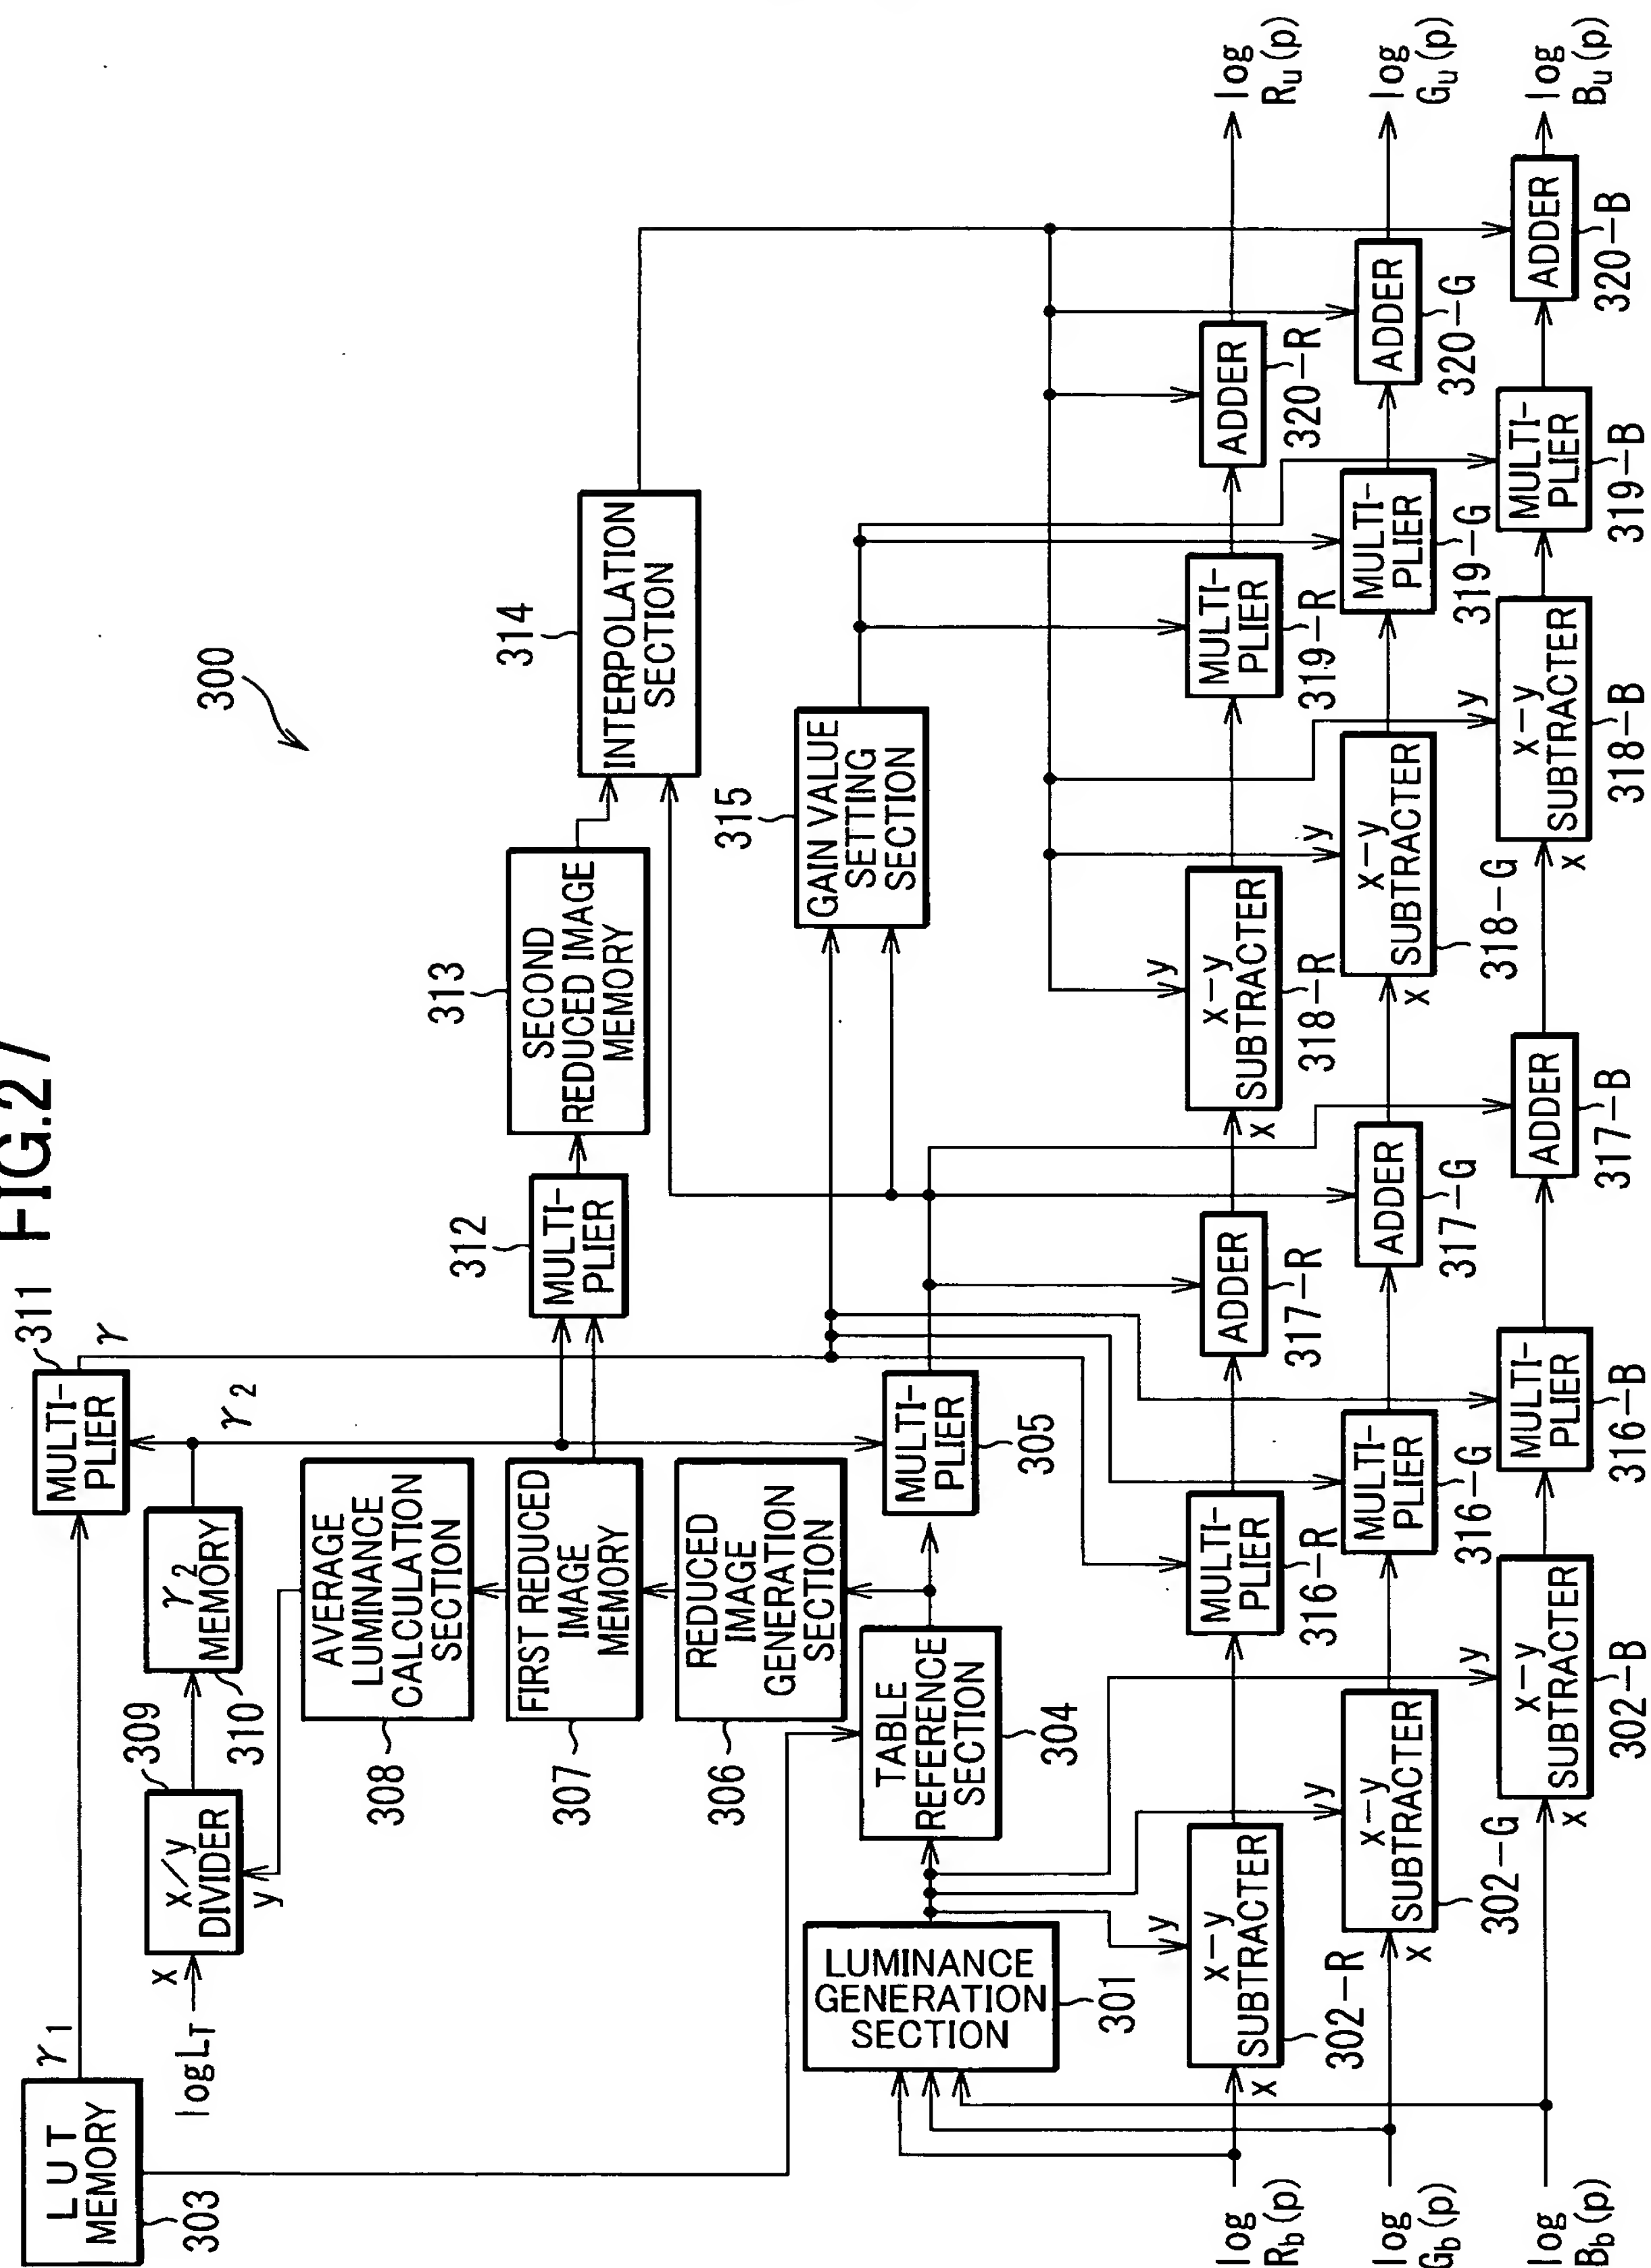 FIG.27
300
LUT
MEMORY
303
γ1
MULTI-
PLIER
311
γ
logLT
x
y
x/y
DIVIDER
309
γ2
MEMORY
310
γ2
AVERAGE
LUMINANCE
CALCULATION
SECTION
308
FIRST REDUCED
IMAGE
MEMORY
307
REDUCED
IMAGE
GENERATION
SECTION
306
MULTI-
PLIER
312
SECOND
REDUCED IMAGE
MEMORY
313
INTERPOLATION
SECTION
314
LUMINANCE
GENERATION
SECTION
301
TABLE
REFERENCE
SECTION
304
MULTI-
PLIER
305
GAIN VALUE
SETTING
SECTION
315
log
Rb(p)
x
y
x-y
SUBTRACTER
302-R
MULTI-
PLIER
316-R
ADDER
317-R
x
y
x-y
SUBTRACTER
318-R
MULTI-
PLIER
319-R
ADDER
320-R
log
Ru(p)
log
Gb(p)
x
y
x-y
SUBTRACTER
302-G
MULTI-
PLIER
316-G
ADDER
317-G
x
y
x-y
SUBTRACTER
318-G
MULTI-
PLIER
319-G
ADDER
320-G
log
Gu(p)
log
Bb(p)
x
y
x-y
SUBTRACTER
302-B
MULTI-
PLIER
316-B
ADDER
317-B
x
y
x-y
SUBTRACTER
318-B
MULTI-
PLIER
319-B
ADDER
320-B
log
Bu(p)